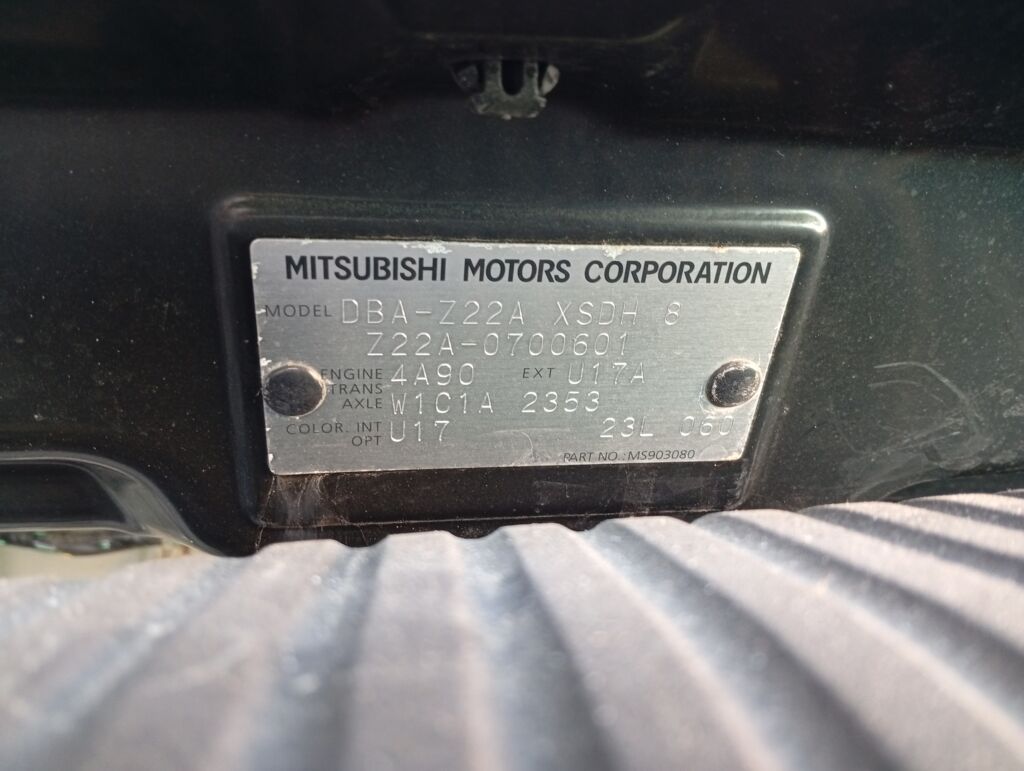 MITSUBISHI MOTORS CORPORATION
MODEL DBA-Z22A XSDH 8
Z22A-0700601
ENGINE 4A90 EXT U17A
TRANS AXLE W1C1A 2353
COLOR. INT OPT U17 23L 060
PART NO.: MS903080